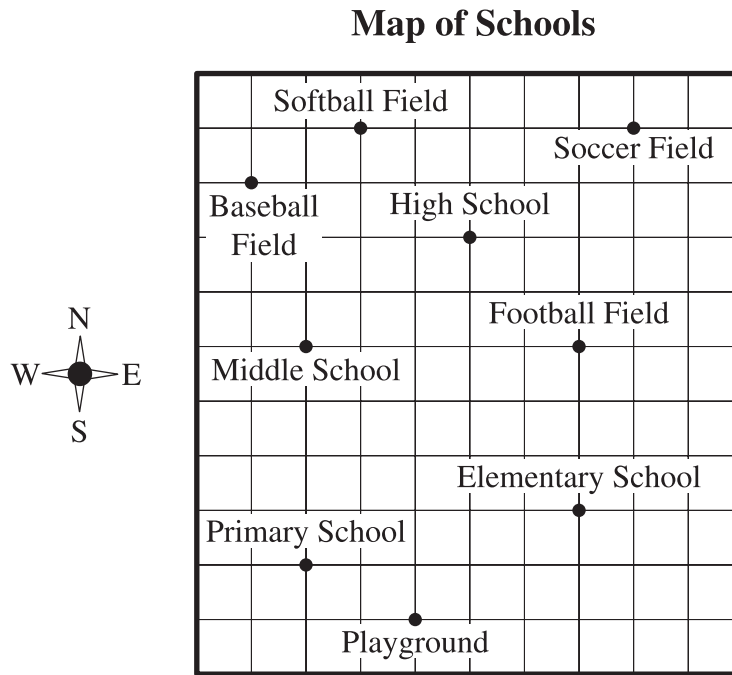 Map of Schools
Softball Field
Soccer Field
Baseball
Field
High School
Football Field
Middle School
N
W
E
S
Elementary School
Primary School
Playground